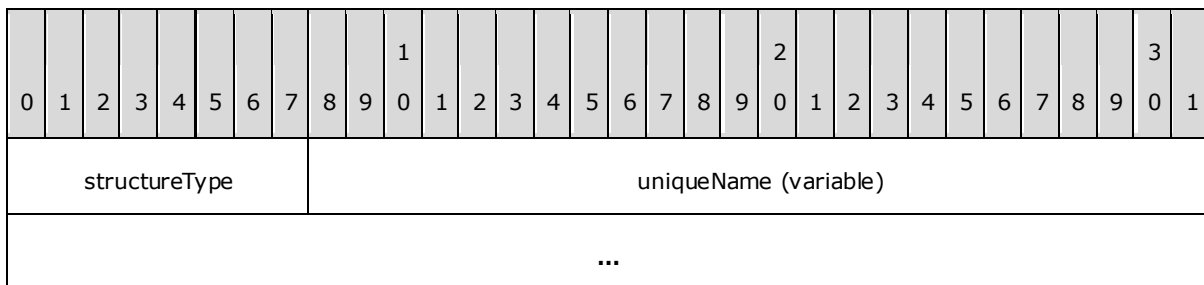 1 2 3
0 1 2 3 4 5 6 7 8 9 0 1 2 3 4 5 6 7 8 9 0 1 2 3 4 5 6 7 8 9 0 1
structureType uniqueName (variable)
...